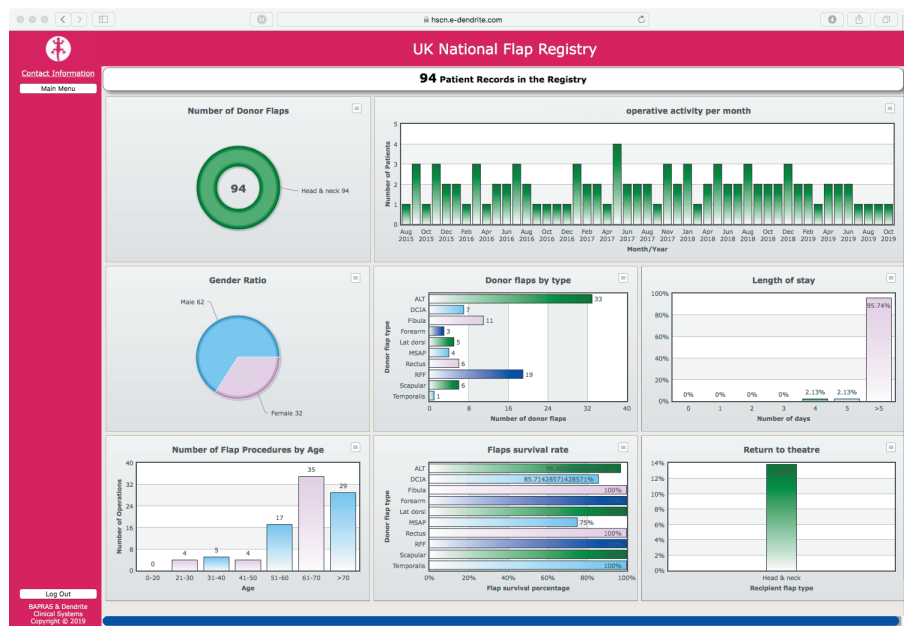 hscn.e-dendrite.com
UK National Flap Registry
Contact Information
Main Menu
94 Patient Records in the Registry
Number of Donor Flaps
94
Head & neck 94
operative activity per month
Number of Patients
5
4
3
2
1
0
Aug Oct Dec Feb Apr Jun Aug Oct Dec Feb Apr Jun Aug Nov Jan Apr Jun Aug Oct Dec Feb Apr Jun Aug Oct
2015 2015 2015 2016 2016 2016 2016 2016 2016 2017 2017 2017 2017 2017 2018 2018 2018 2018 2018 2018 2019 2019 2019 2019 2019
Month/Year
Gender Ratio
Male 62
Female 32
Donor flaps by type
Donor flap type
ALT 33
DCIA 7
Fibula 11
Forearm 3
Lat dorsi 5
MSAP 4
Rectus 6
RFF 19
Scapular 6
Temporalis 1
0 8 16 24 32 40
Number of donor flaps
Length of stay
100%
80%
60%
40%
20%
0%
0% 0% 0% 0% 2.13% 2.13% 95.74%
0 1 2 3 4 5 >5
Number of days
Number of Flap Procedures by Age
Number of Operations
40
32
24
16
8
0
0 4 5 4 17 35 29
0-20 21-30 31-40 41-50 51-60 61-70 >70
Age
Flaps survival rate
Donor flap type
ALT
DCIA 85.71428571428571%
Fibula 100%
Forearm
Lat dorsi
MSAP 75%
Rectus 100%
RFF
Scapular
Temporalis 100%
0% 20% 40% 60% 80% 100%
Flap survival percentage
Return to theatre
14%
12%
10%
8%
6%
4%
2%
0%
Head & neck
Recipient flap type
Log Out
BAPRAS & Dendrite
Clinical Systems
Copyright © 2019